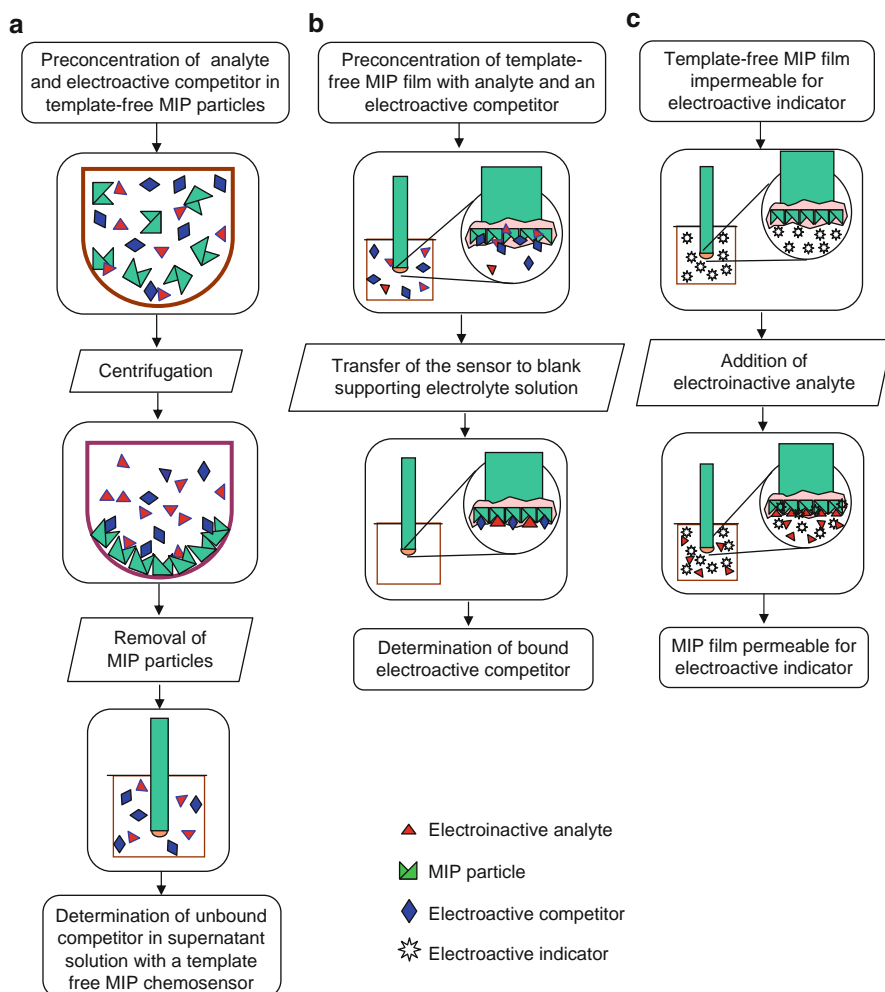 a
Preconcentration of analyte
and electroactive competitor in
template-free MIP particles
Centrifugation
Removal of
MIP particles
Determination of unbound
competitor in supernatant
solution with a template
free MIP chemosensor
b
Preconcentration of template-
free MIP film with analyte and an
electroactive competitor
Transfer of the sensor to blank
supporting electrolyte solution
Determination of bound
electroactive competitor
c
Template-free MIP film
impermeable for
electroactive indicator
Addition of
electroinactive analyte
MIP film permeable for
electroactive indicator
Electroinactive analyte
MIP particle
Electroactive competitor
Electroactive indicator